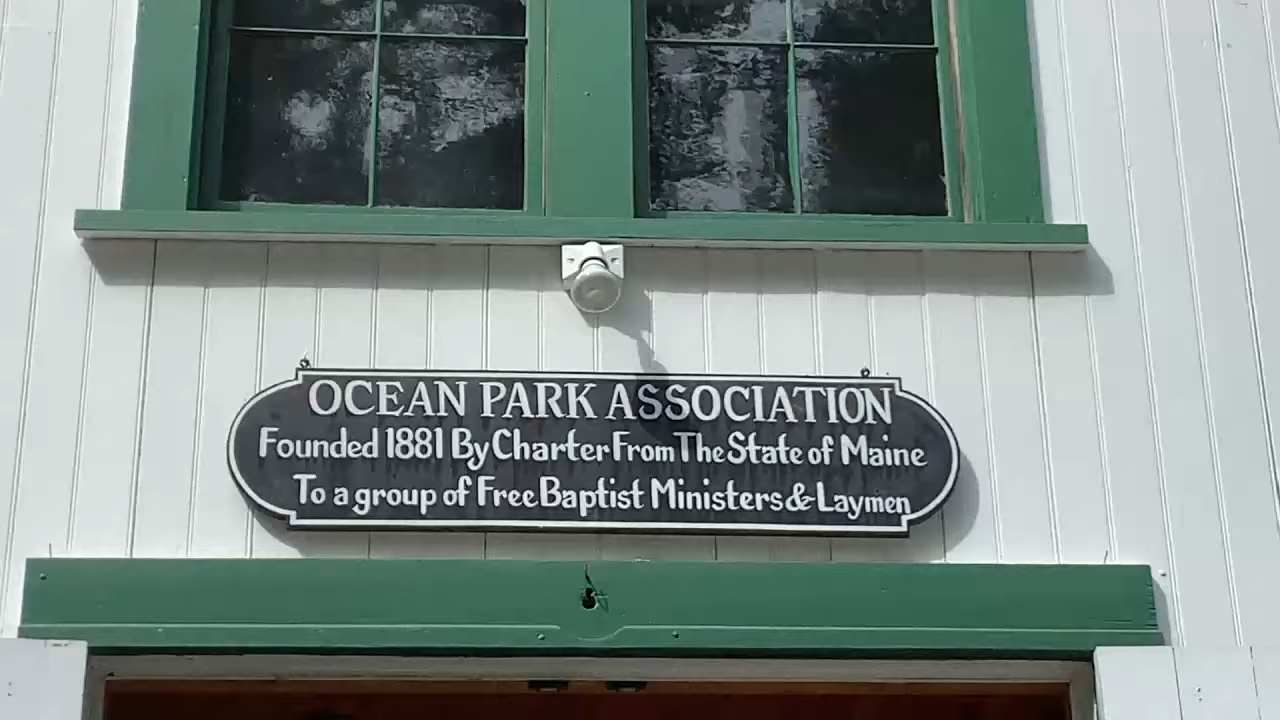 OCEAN PARK ASSOCIATION
Founded 1881 By Charter From The State of Maine
To a group of Free Baptist Ministers & Laymen